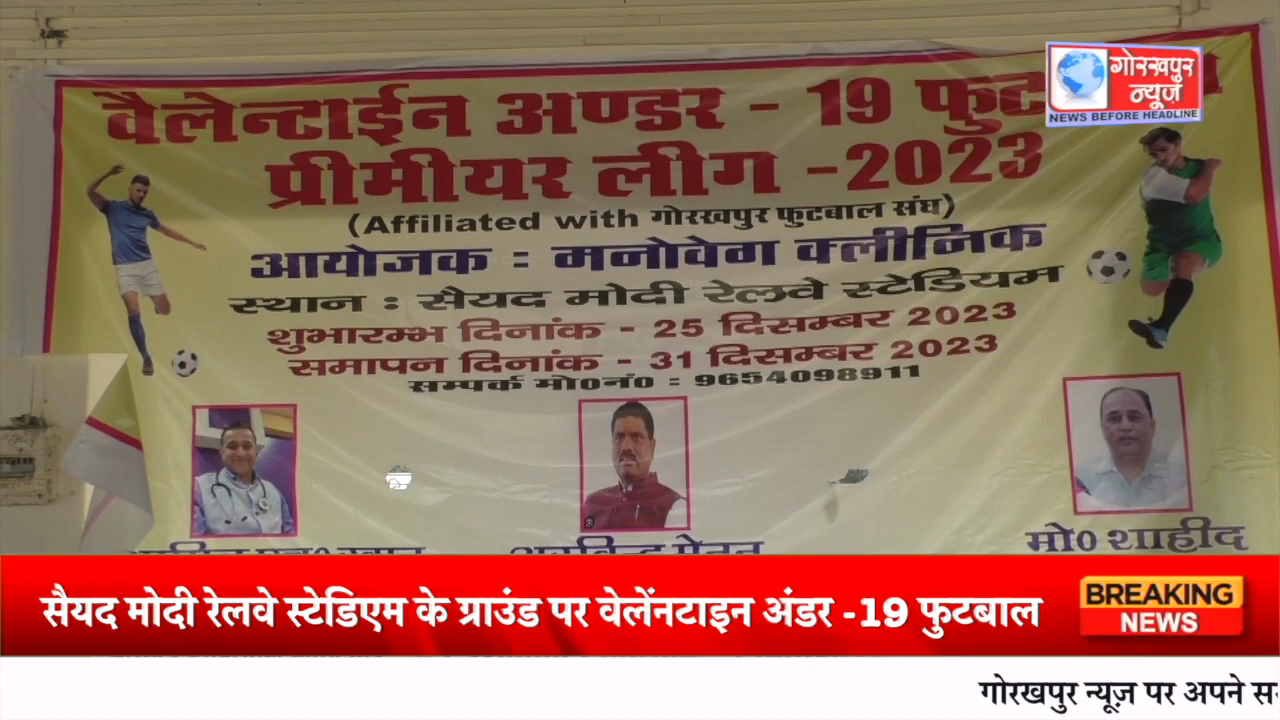 वैलेन्टाईन अण्डर - 19
गोरखपुर
न्यूज़
NEWS BEFORE HEADLINE
प्रीमीयर लीग - 2023
(Affiliated with गोरखपुर फुटबाल संघ)
आयोजक : मनोवेग क्लीनिक
स्थान : सैयद मोदी रेलवे स्टेडियम
शुभारम्भ दिनांक - 25 दिसम्बर 2023
समापन दिनांक - 31 दिसम्बर 2023
सम्पर्क मो0नं0 : 9654098911
मो0 शाहीद
सैयद मोदी रेलवे स्टेडिएम के ग्राउंड पर वेलेंनटाइन अंडर -19 फुटबाल
BREAKING
NEWS
गोरखपुर न्यूज़ पर अपने